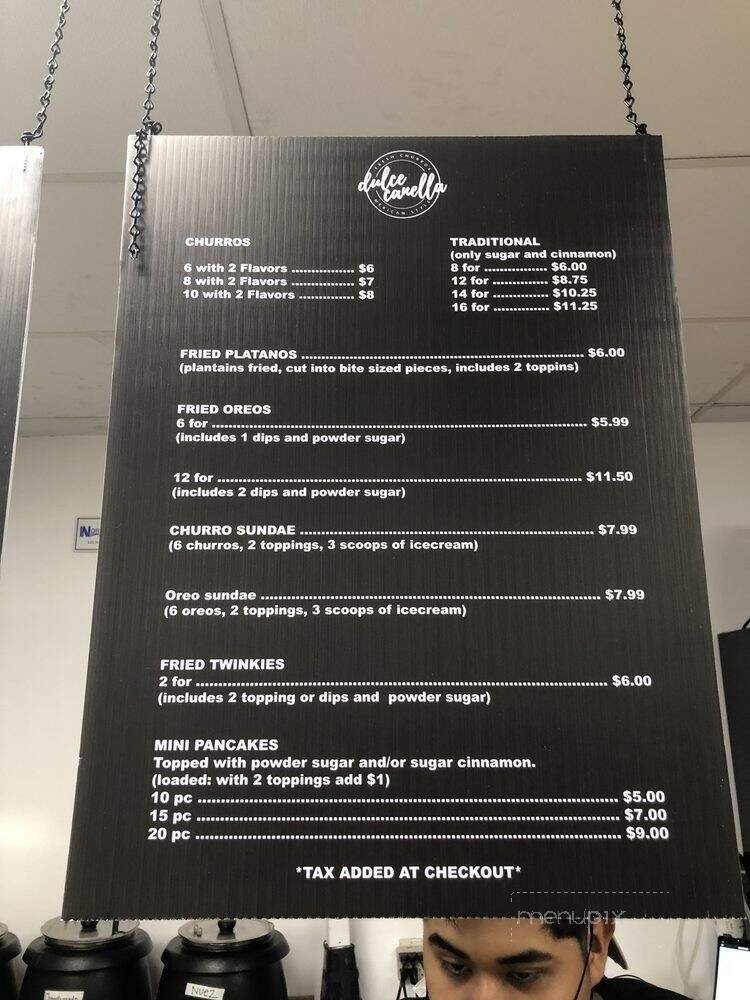 FRESH CHURROS
dulce
canella
MEXICAN STYLE
CHURROS
6 with 2 Flavors ................ $6
8 with 2 Flavors ................ $7
10 with 2 Flavors .............. $8
TRADITIONAL
(only sugar and cinnamon)
8 for ................ $6.00
12 for .............. $8.75
14 for .............. $10.25
16 for .............. $11.25
FRIED PLATANOS ........................ $6.00
(plantains fried, cut into bite sized pieces, includes 2 toppins)
FRIED OREOS
6 for ........................ $5.99
(includes 1 dips and powder sugar)
12 for ........................ $11.50
(includes 2 dips and powder sugar)
CHURRO SUNDAE ........................ $7.99
(6 churros, 2 toppings, 3 scoops of icecream)
Oreo sundae ........................ $7.99
(6 oreos, 2 toppings, 3 scoops of icecream)
FRIED TWINKIES
2 for ........................ $6.00
(includes 2 topping or dips and powder sugar)
MINI PANCAKES
Topped with powder sugar and/or sugar cinnamon.
(loaded: with 2 toppings add $1)
10 pc ........................ $5.00
15 pc ........................ $7.00
20 pc ........................ $9.00
*TAX ADDED AT CHECKOUT*
menupix
Nuez